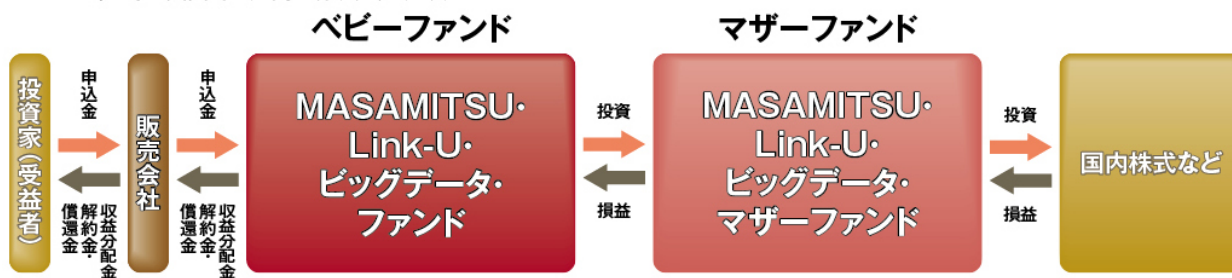 ベビーファンド
マザーファンド
投資家(受益者)
申込金
収益分配金・
解約金・
償還金
販売会社
申込金
収益分配金・
解約金・
償還金
MASAMITSU・
Link-U・
ビッグデータ・
ファンド
投資
損益
MASAMITSU・
Link-U・
ビッグデータ・
マザーファンド
投資
損益
国内株式など